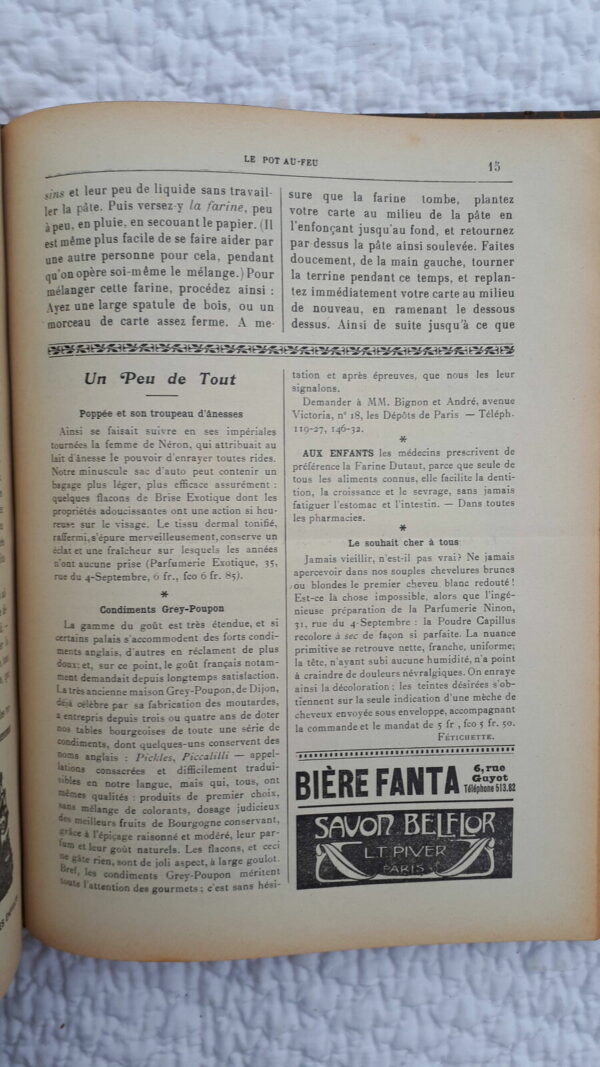 LE POT AU-FEU
15
sins et leur peu de liquide sans travail-
ler la pâte. Puis versez-y la farine, peu
à peu, en pluie, en secouant le papier. (Il
est même plus facile de se faire aider par
une autre personne pour cela, pendant
qu'on opère soi-même le mélange.) Pour
mélanger cette farine, procédez ainsi :
Ayez une large spatule de bois, ou un
morceau de carte assez ferme. A me-
sure que la farine tombe, plantez
votre carte au milieu de la pâte en
l'enfonçant jusqu'au fond, et retournez
par dessus la pâte ainsi soulevée. Faites
doucement, de la main gauche, tourner
la terrine pendant ce temps, et replan-
tez immédiatement votre carte au milieu
de nouveau, en ramenant le dessous
dessus. Ainsi de suite jusqu'à ce que
Un Peu de Tout
Poppée et son troupeau d'ânesses
Ainsi se faisait suivre en ses impériales
tournées la femme de Néron, qui attribuait au
lait d'ânesse le pouvoir d'enrayer toutes rides.
Notre minuscule sac d'auto peut contenir un
bagage plus léger, plus efficace assurément :
quelques flacons de Brise Exotique dont les
propriétés adoucissantes ont une action si heu-
reuse sur le visage. Le tissu dermal tonifié,
raffermi, s'épure merveilleusement, conserve un
éclat et une fraîcheur sur lesquels les années
n'ont aucune prise (Parfumerie Exotique, 35,
rue du 4-Septembre, 6 fr., fco 6 fr. 85).
*
Condiments Grey-Poupon
La gamme du goût est très étendue, et si
certains palais s'accommodent des forts condi-
ments anglais, d'autres en réclament de plus
doux; et, sur ce point, le goût français notam-
ment demandait depuis longtemps satisfaction.
La très ancienne maison Grey-Poupon, de Dijon,
déjà célèbre par sa fabrication des moutardes,
a entrepris depuis trois ou quatre ans de doter
nos tables bourgeoises de toute une série de
condiments, dont quelques-uns conservent des
noms anglais : Pickles, Piccalilli — appel-
lations consacrées et difficilement tradui-
sibles en notre langue, mais qui, tous, ont
mêmes qualités : produits de premier choix,
sans mélange de colorants, dosage judicieux
des meilleurs fruits de Bourgogne conservant,
grâce à l'épiçage raisonné et modéré, leur par-
fum et leur goût naturels. Les flacons, et ceci
ne gâte rien, sont de joli aspect, à large goulot.
Bref, les condiments Grey-Poupon méritent
toute l'attention des gourmets ; c'est sans hési-
tation et après épreuves, que nous les leur
signalons.
Demander à MM. Bignon et André, avenue
Victoria, n° 18, les Dépôts de Paris — Téléph.
119-27, 146-32.
*
AUX ENFANTS les médecins prescrivent de
préférence la Farine Dutaut, parce que seule de
tous les aliments connus, elle facilite la denti-
tion, la croissance et le sevrage, sans jamais
fatiguer l'estomac et l'intestin. — Dans toutes
les pharmacies.
*
Le souhait cher à tous
Jamais vieillir, n'est-il pas vrai? Ne jamais
apercevoir dans nos souples chevelures brunes
ou blondes le premier cheveu blanc redouté !
Est-ce là chose impossible, alors que l'ingé-
nieuse préparation de la Parfumerie Ninon,
31, rue du 4-Septembre : la Poudre Capillus
recolore à sec de façon si parfaite. La nuance
primitive se retrouve nette, franche, uniforme;
la tête, n'ayant subi aucune humidité, n'a point
à craindre de douleurs névralgiques. On enraye
ainsi la décoloration; les teintes désirées s'ob-
tiennent sur la seule indication d'une mèche de
cheveux envoyée sous enveloppe, accompagnant
la commande et le mandat de 5 fr , fco 5 fr. 50.
FÉTICHETTE.
BIÈRE FANTA 6, rue
Guyot
Téléphone 513.82
SAVON BELFLOR
L.T. PIVER
PARIS